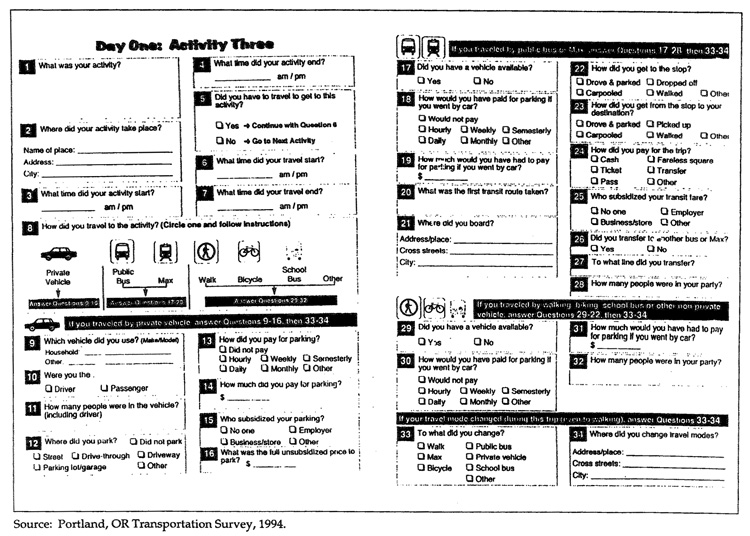 Day One: Activity Three
1 What was your activity?
2 Where did your activity take place?
Name of place:
Address:
City:
3 What time did your activity start?
am / pm
4 What time did your activity end?
am / pm
5 Did you have to travel to get to this
activity?
Yes → Continue with Question 6
No → Go to Next Activity
6 What time did your travel start?
am / pm
7 What time did your travel end?
am / pm
8 How did you travel to the activity? (Circle one and follow instructions)
Private
Vehicle
Public
Bus Max
Walk Bicycle School
Bus Other
Answer Questions 9-16
Answer Questions 17-28
Answer Questions 29-32
If you traveled by private vehicle, answer Questions 9-16, then 33-34
9 Which vehicle did you use? (Make/Model)
Household
Other
10 Were you the
Driver Passenger
11 How many people were in the vehicle?
(including driver)
12 Where did you park? Did not park
Street Drive-through Driveway
Parking lot/garage Other
13 How did you pay for parking?
Did not pay
Hourly Weekly Semesterly
Daily Monthly Other
14 How much did you pay for parking?
$
15 Who subsidized your parking?
No one Employer
Business/store Other
16 What was the full unsubsidized price to
park? $
If you traveled by public bus or Max, answer Questions 17-28, then 33-34
17 Did you have a vehicle available?
Yes No
18 How would you have paid for parking if
you went by car?
Would not pay
Hourly Weekly Semesterly
Daily Monthly Other
19 How much would you have had to pay
for parking if you went by car?
$
20 What was the first transit route taken?
21 Where did you board?
Address/place:
Cross streets:
City:
22 How did you get to the stop?
Drove & parked Dropped off
Carpooled Walked Other
23 How did you get from the stop to your
destination?
Drove & parked Picked up
Carpooled Walked Other
24 How did you pay for the trip?
Cash Fareless square
Ticket Transfer
Pass Other
25 Who subsidized your transit fare?
No one Employer
Business/store Other
26 Did you transfer to another bus or Max?
Yes No
27 To what line did you transfer?
28 How many people were in your party?
If you traveled by walking, biking, school bus or other non-private
vehicle, answer Questions 29-22, then 33-34
29 Did you have a vehicle available?
Yes No
30 How would you have paid for parking if
you went by car?
Would not pay
Hourly Weekly Semesterly
Daily Monthly Other
31 How much would you have had to pay
for parking if you went by car?
$
32 How many people were in your party?
If your travel mode changed during this trip (even to walking), answer Questions 33-34
33 To what did you change?
Walk Public bus
Max Private vehicle
Bicycle School bus
Other
34 Where did you change travel modes?
Address/place:
Cross streets:
City:
Source: Portland, OR Transportation Survey, 1994.